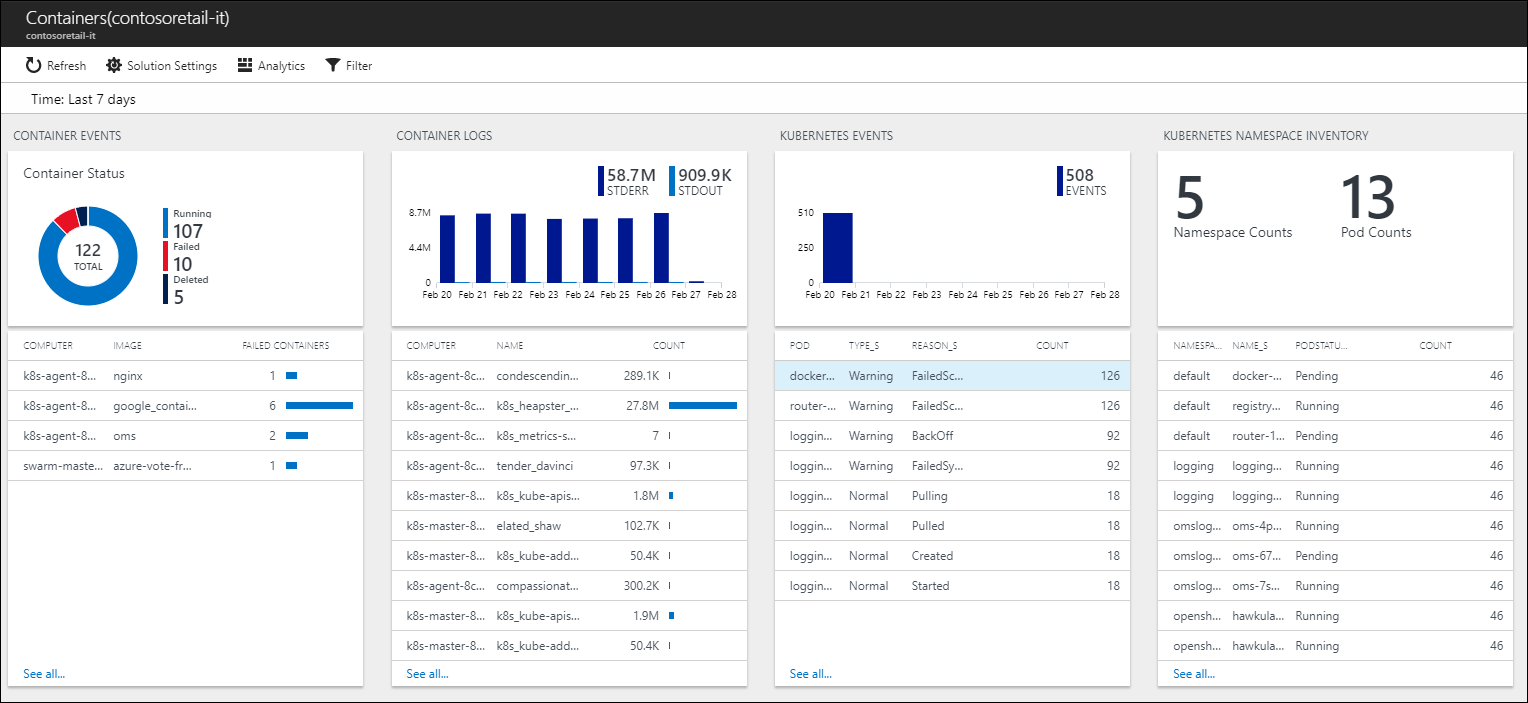 Containers(contosoretail-it)
contosoretail-it
Refresh Solution Settings Analytics Filter
Time: Last 7 days
CONTAINER EVENTS
Container Status
122
TOTAL
Running
107
Failed
10
Deleted
5
COMPUTER IMAGE FAILED CONTAINERS
k8s-agent-8... nginx 1
k8s-agent-8... google_contai... 6
k8s-agent-8... oms 2
swarm-maste... azure-vote-fr... 1
See all...
CONTAINER LOGS
58.7M 909.9K
STDERR STDOUT
8.7M
4.4M
0
Feb 20 Feb 21 Feb 22 Feb 23 Feb 24 Feb 25 Feb 26 Feb 27 Feb 28
COMPUTER NAME COUNT
k8s-agent-8c... condescendin... 289.1K
k8s-agent-8c... k8s_heapster_... 27.8M
k8s-agent-8c... k8s_metrics-s... 7
k8s-agent-8c... tender_davinci 97.3K
k8s-master-8... k8s_kube-apis... 1.8M
k8s-master-8... elated_shaw 102.7K
k8s-master-8... k8s_kube-add... 50.4K
k8s-agent-8c... compassionat... 300.2K
k8s-master-8... k8s_kube-apis... 1.9M
k8s-master-8... k8s_kube-add... 50.4K
See all...
KUBERNETES EVENTS
508
EVENTS
510
250
0
Feb 20 Feb 21 Feb 22 Feb 23 Feb 24 Feb 25 Feb 26 Feb 27 Feb 28
POD TYPE_S REASON_S COUNT
docker... Warning FailedSc... 126
router-... Warning FailedSc... 126
loggin... Warning BackOff 92
loggin... Warning FailedSy... 92
loggin... Normal Pulling 18
loggin... Normal Pulled 18
loggin... Normal Created 18
loggin... Normal Started 18
See all...
KUBERNETES NAMESPACE INVENTORY
5 13
Namespace Counts Pod Counts
NAMESPA... NAME_S PODSTATU... COUNT
default docker-... Pending 46
default registry... Running 46
default router-1... Pending 46
logging logging... Running 46
logging logging... Running 46
omslog... oms-4p... Running 46
omslog... oms-67... Pending 46
omslog... oms-7s... Running 46
opensh... hawkula... Running 46
opensh... hawkula... Running 46
See all...